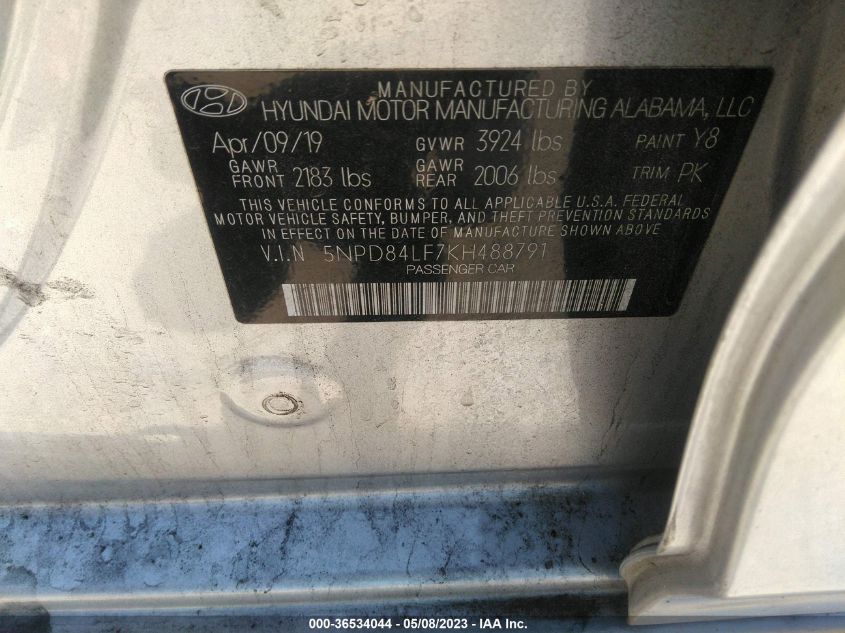 MANUFACTURED BY
HYUNDAI MOTOR MANUFACTURING ALABAMA, LLC
Apr/09/19 GVWR 3924 lbs PAINT Y8
GAWR FRONT 2183 lbs GAWR REAR 2006 lbs TRIM PK
THIS VEHICLE CONFORMS TO ALL APPLICABLE U.S.A. FEDERAL
MOTOR VEHICLE SAFETY, BUMPER, AND THEFT PREVENTION STANDARDS
IN EFFECT ON THE DATE OF MANUFACTURE SHOWN ABOVE.
V.I.N 5NPD84LF7KH488791
PASSENGER CAR
000-36534044 - 05/08/2023 - IAA Inc.